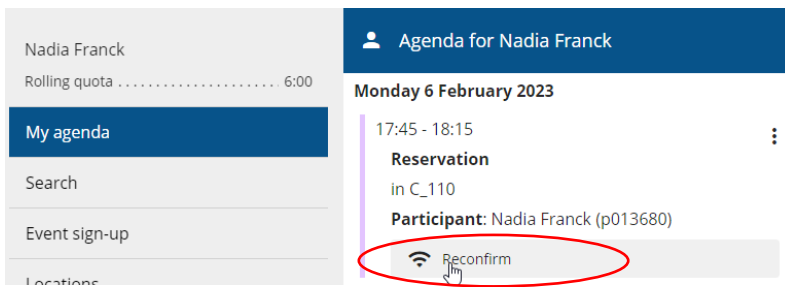 Nadia Franck
Rolling quota ...................... 6:00
My agenda
Search
Event sign-up
Locations
Agenda for Nadia Franck
Monday 6 February 2023
17:45 - 18:15
Reservation
in C_110
Participant: Nadia Franck (p013680)
Reconfirm